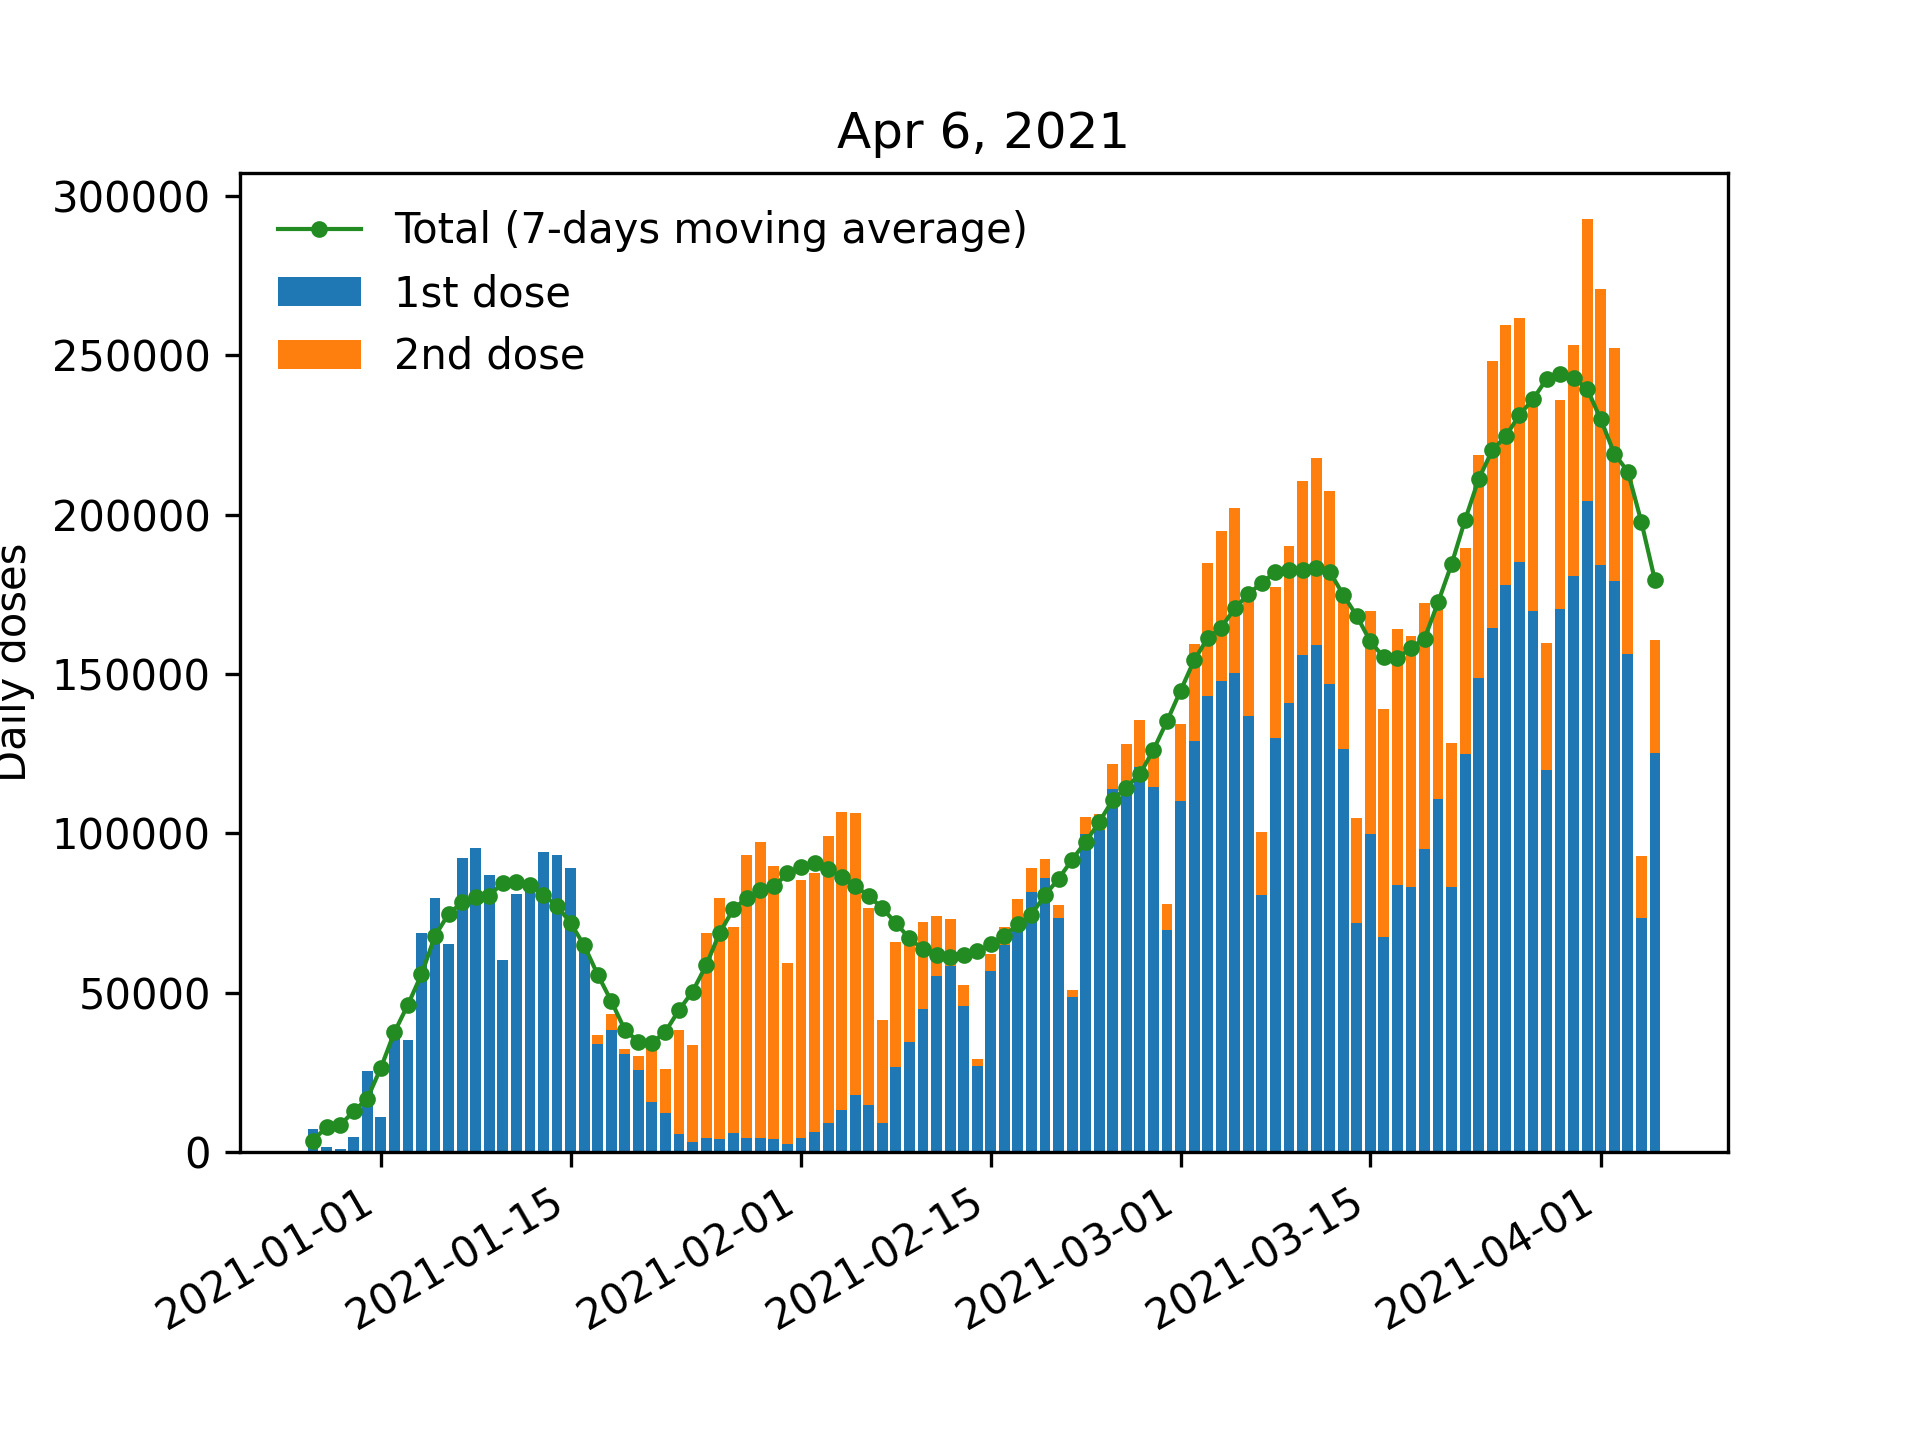 Apr 6, 2021
Total (7-days moving average)
1st dose
2nd dose
Daily doses
300000
250000
200000
150000
100000
50000
0
2021-01-01
2021-01-15
2021-02-01
2021-02-15
2021-03-01
2021-03-15
2021-04-01